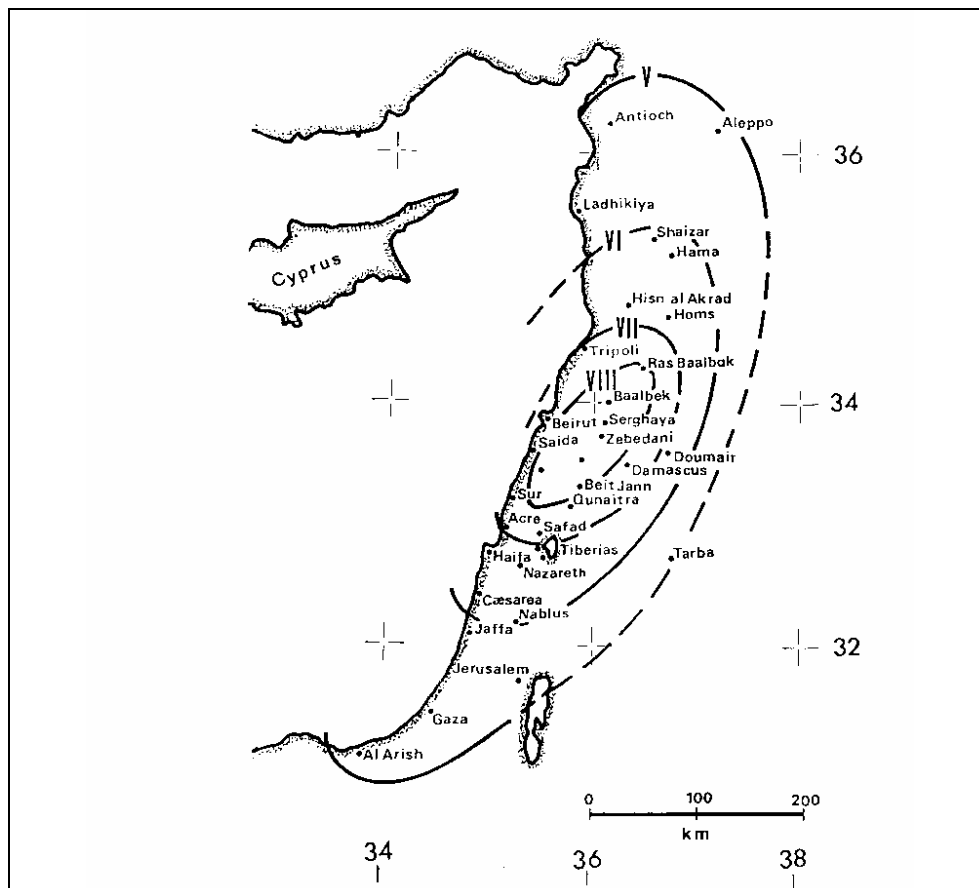 V
Antioch
Aleppo
36
Ladhikiya
VI
Shaizar
Hama
Cyprus
Hisn al Akrad
Homs
VII
Tripoli
Ras Baalbak
VIII
Baalbek
34
Beirut
Serghaya
Zebedani
Saida
Doumair
Damascus
Beit Jann
Sur
Qunaitra
Acre
Safad
Haifa
Tiberias
Tarba
Nazareth
Cæsarea
Nablus
Jaffa
32
Jerusalem
Gaza
Al Arish
0 100 200
km
34 36 38